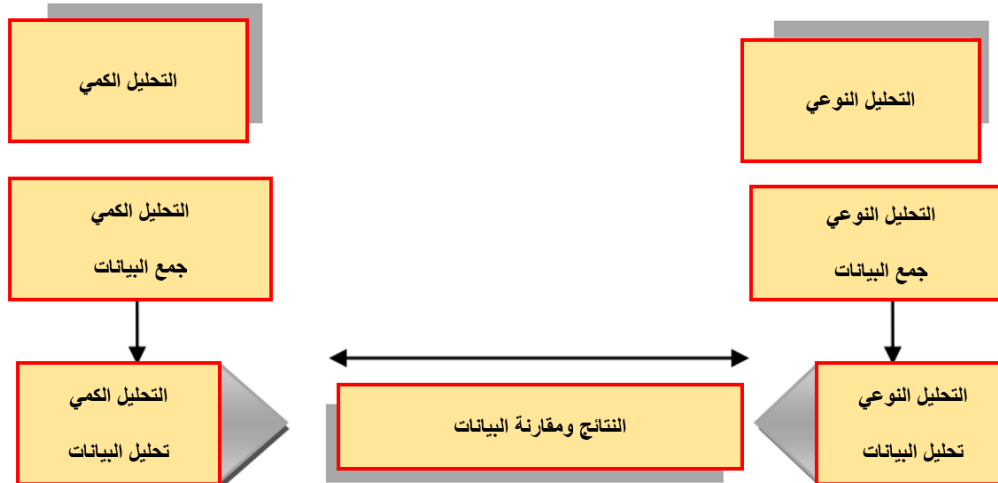 التحليل النوعي
التحليل الكمي
التحليل النوعي
جمع البيانات
التحليل الكمي
جمع البيانات
التحليل النوعي
تحليل البيانات
النتائج ومقارنة البيانات
التحليل الكمي
تحليل البيانات